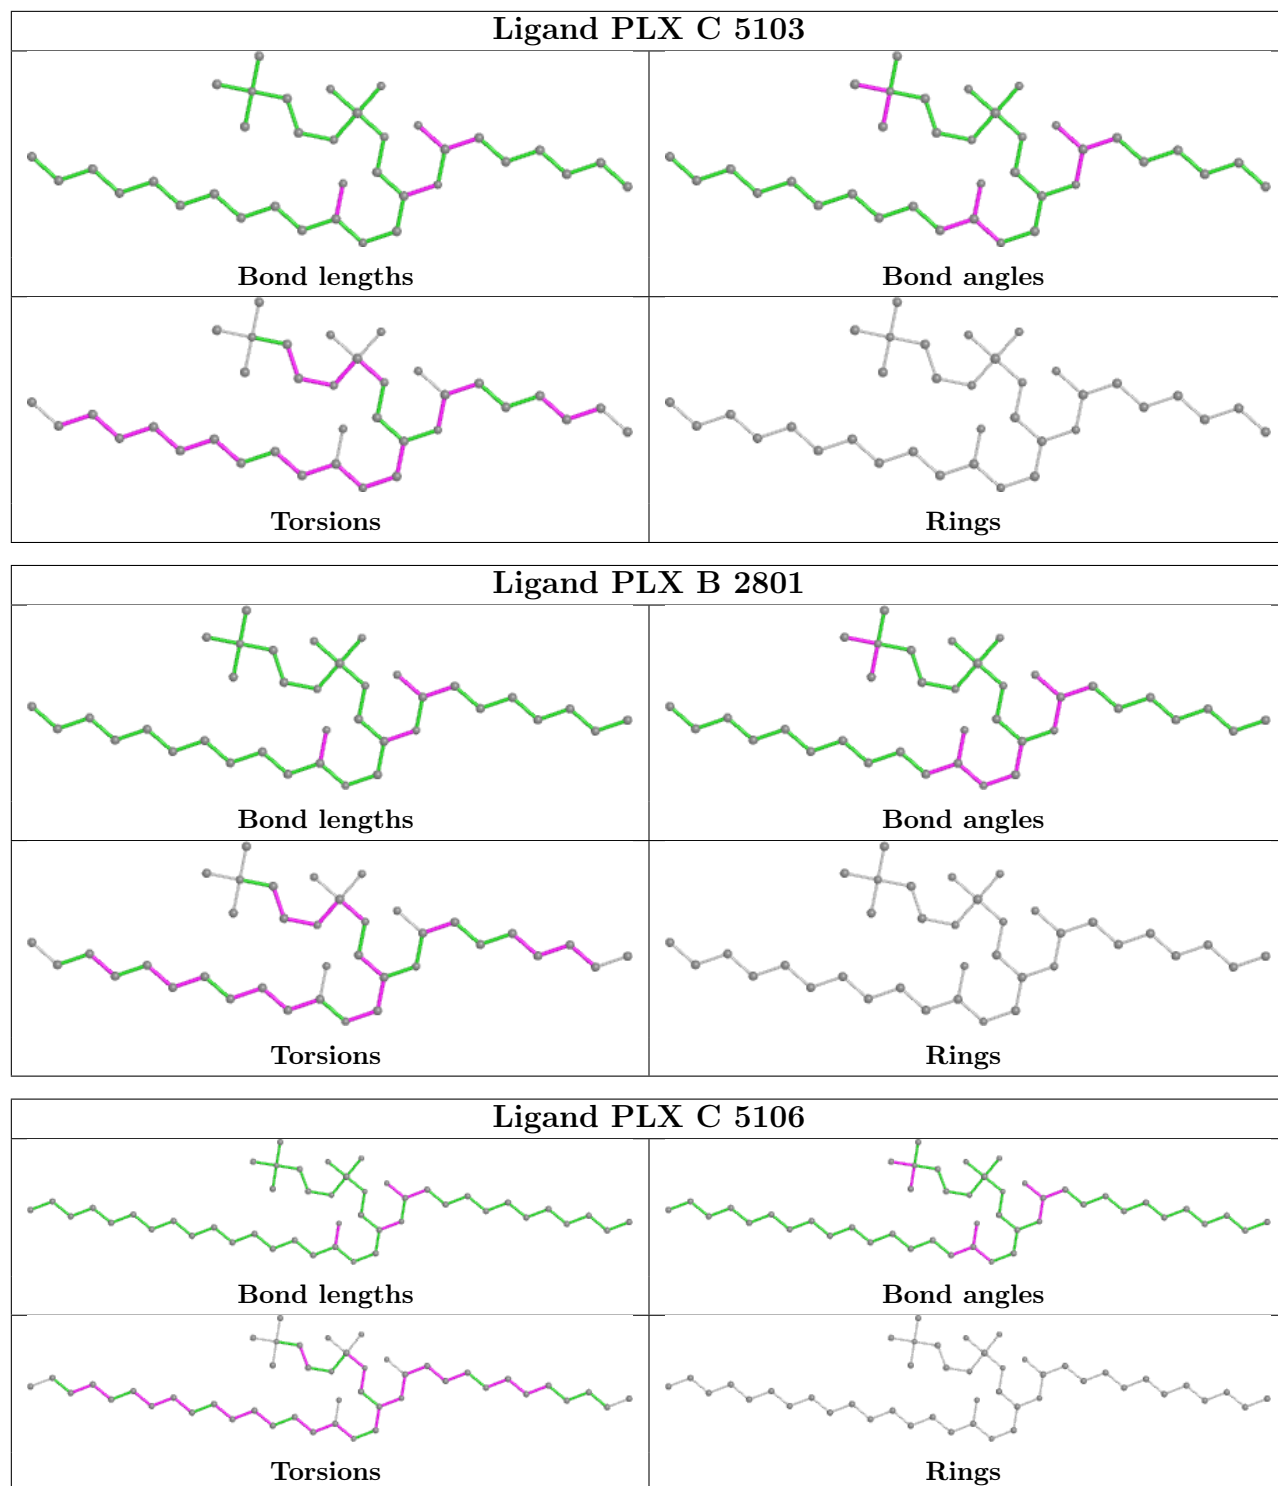 Ligand PLX C 5103
Bond lengths
Bond angles
Torsions
Rings
Ligand PLX B 2801
Bond lengths
Bond angles
Torsions
Rings
Ligand PLX C 5106
Bond lengths
Bond angles
Torsions
Rings